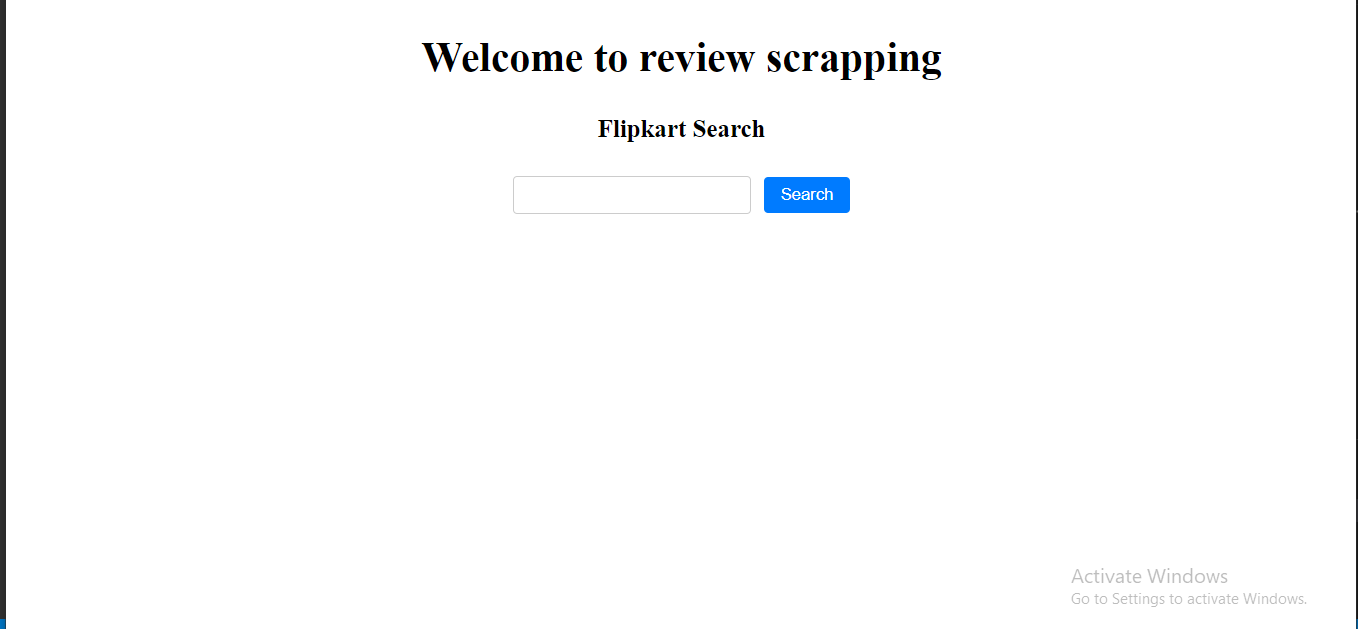 Welcome to review scrapping
Flipkart Search
Search
Activate Windows
Go to Settings to activate Windows.